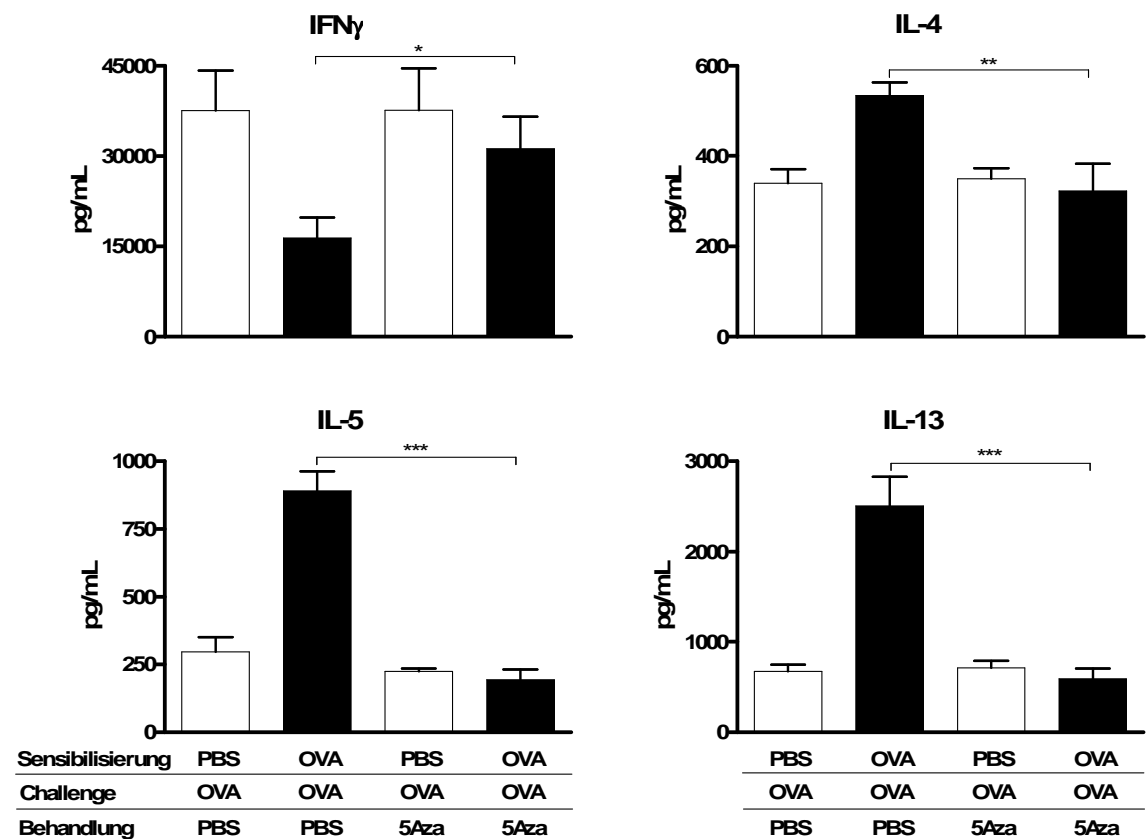 IFNγ
*
45000
30000
15000
0
pg/mL
IL-4
**
600
400
200
0
pg/mL
IL-5
***
1000
750
500
250
0
pg/mL
IL-13
***
3000
2000
1000
0
pg/mL
Sensibilisierung PBS OVA PBS OVA
Challenge OVA OVA OVA OVA
Behandlung PBS PBS 5Aza 5Aza
PBS OVA PBS OVA
OVA OVA OVA OVA
PBS PBS 5Aza 5Aza